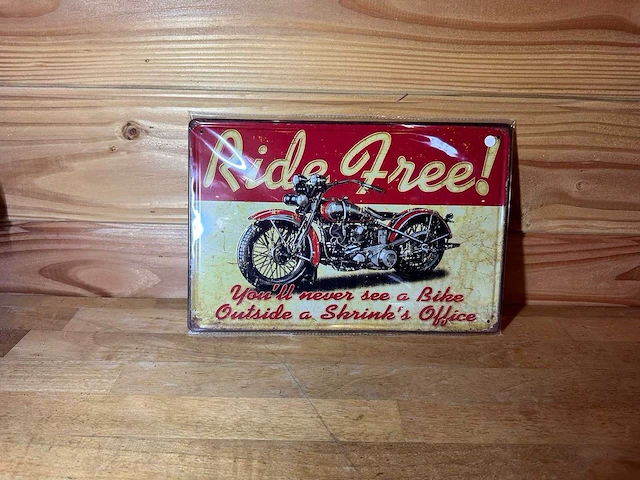 Ride Free!
You'll never see a Bike
Outside a Shrink's Office